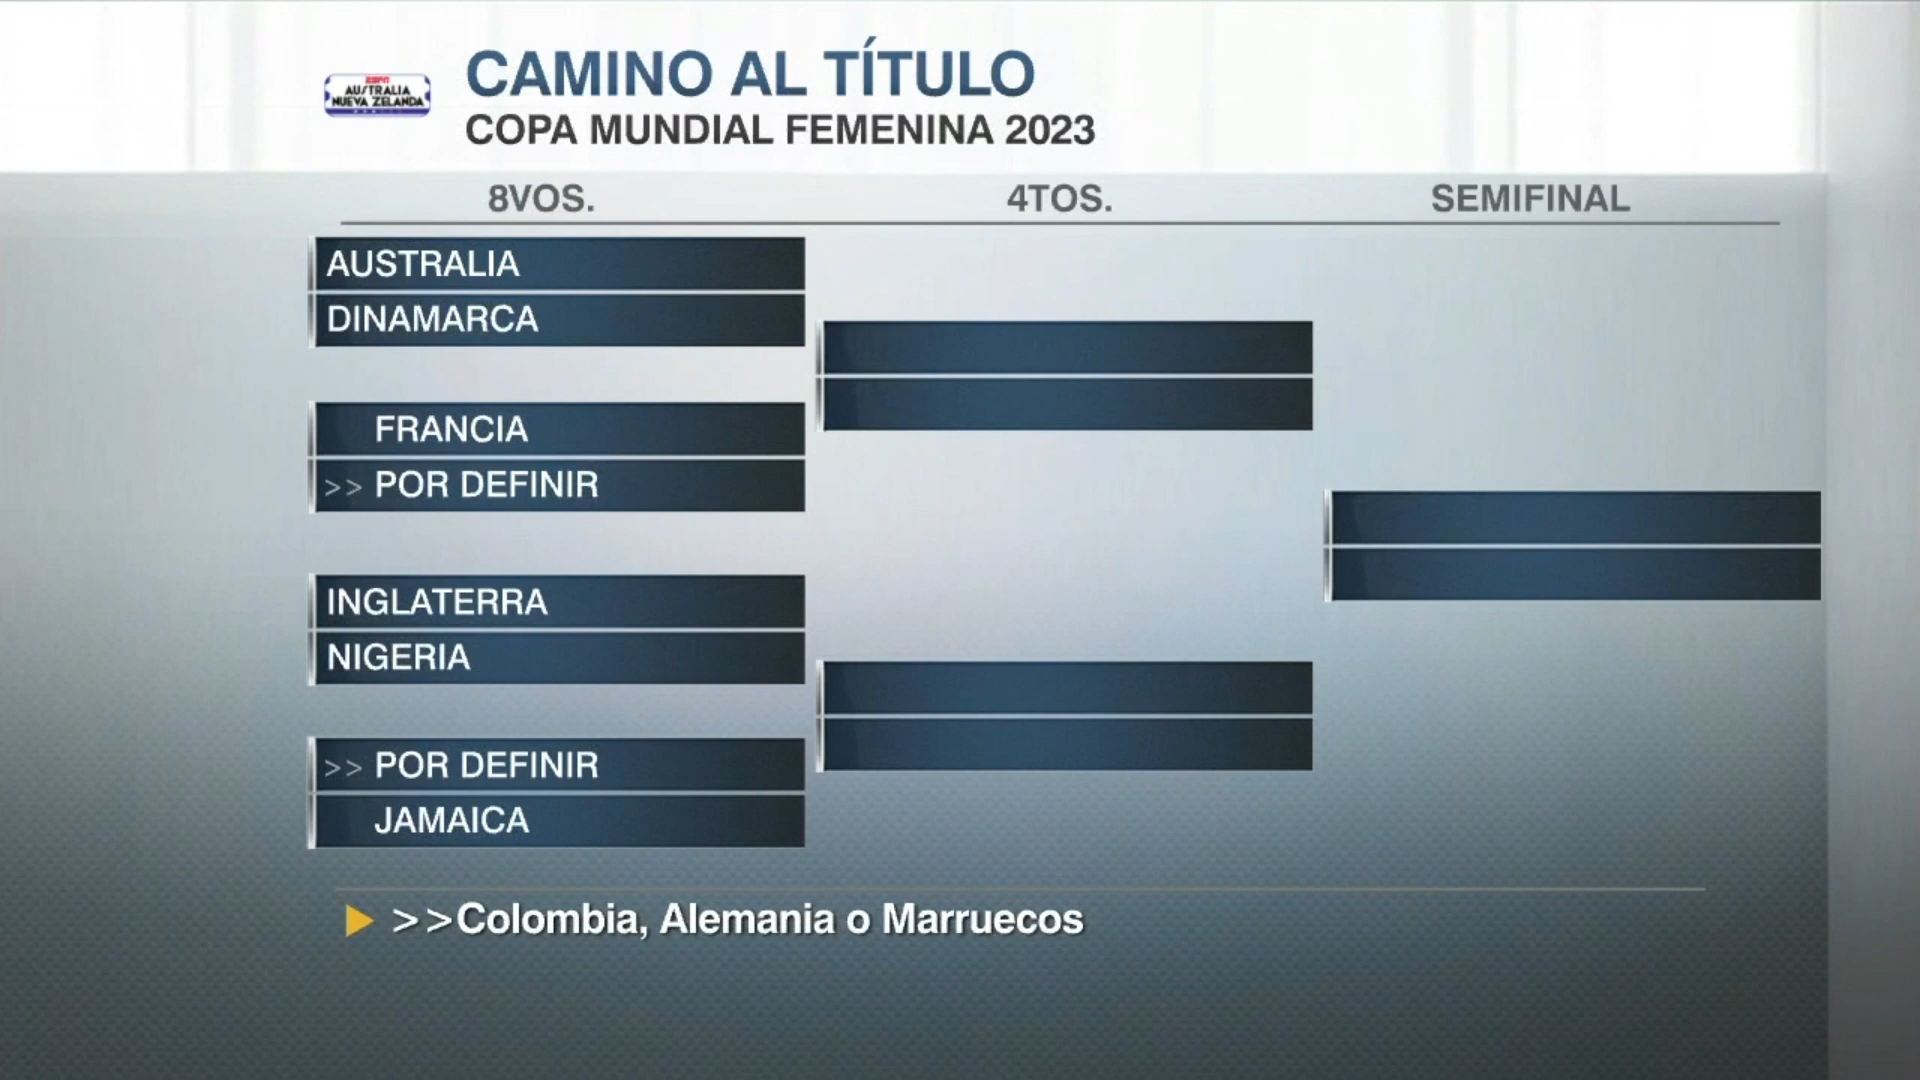 ESPN
AUSTRALIA
NUEVA ZELANDA
CAMINO AL TÍTULO
COPA MUNDIAL FEMENINA 2023
8VOS.
4TOS.
SEMIFINAL
AUSTRALIA
DINAMARCA
FRANCIA
>> POR DEFINIR
INGLATERRA
NIGERIA
>> POR DEFINIR
JAMAICA
>>Colombia, Alemania o Marruecos